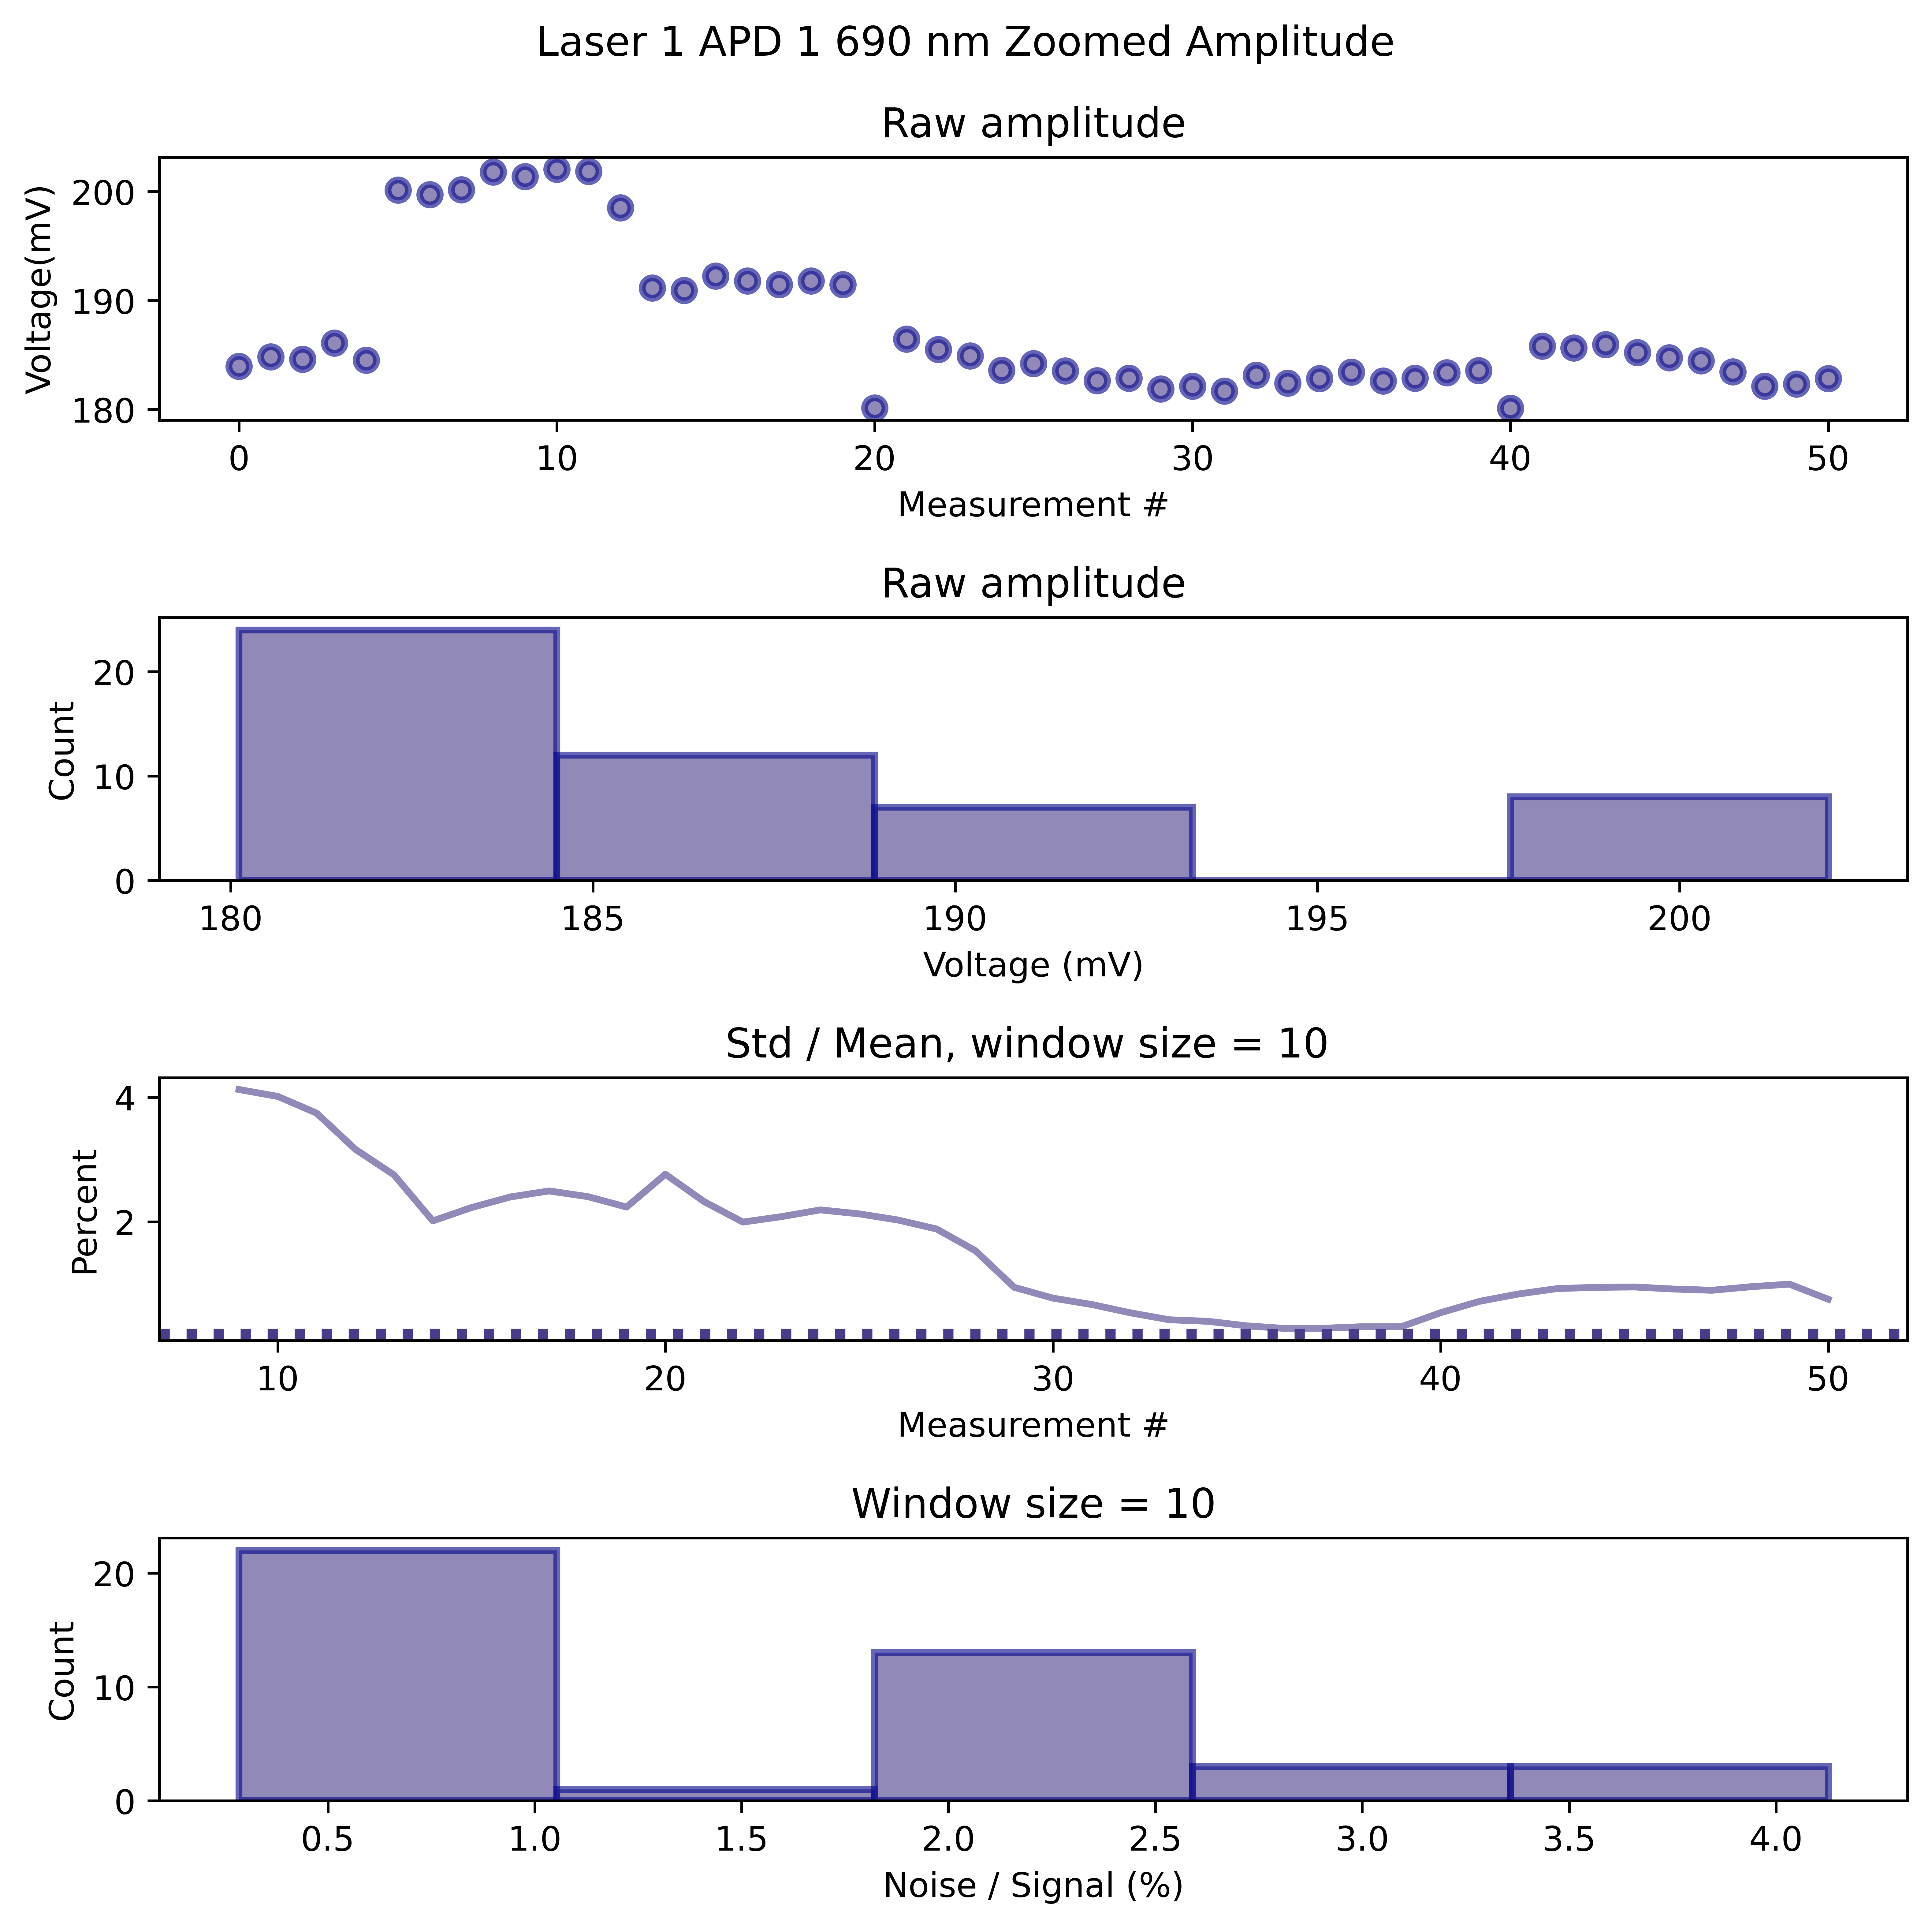 Laser 1 APD 1 690 nm Zoomed Amplitude
Raw amplitude
Voltage(mV)
200
190
180
0 10 20 30 40 50
Measurement #
Raw amplitude
Count
20
10
0
180 185 190 195 200
Voltage (mV)
Std / Mean, window size = 10
Percent
4
2
10 20 30 40 50
Measurement #
Window size = 10
Count
20
10
0
0.5 1.0 1.5 2.0 2.5 3.0 3.5 4.0
Noise / Signal (%)